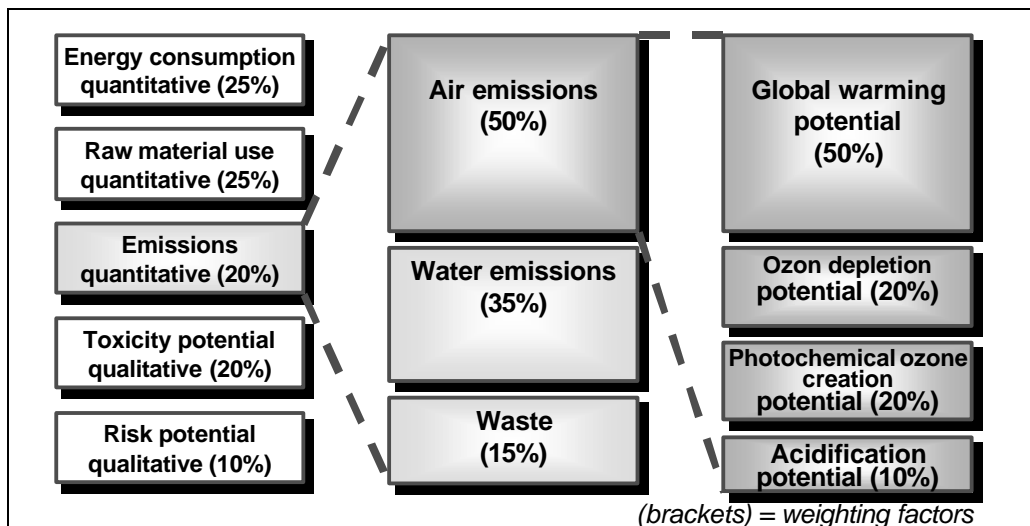 Energy consumption
quantitative (25%)
Raw material use
quantitative (25%)
Emissions
quantitative (20%)
Toxicity potential
qualitative (20%)
Risk potential
qualitative (10%)
Air emissions
(50%)
Water emissions
(35%)
Waste
(15%)
Global warming
potential
(50%)
Ozon depletion
potential (20%)
Photochemical ozone
creation
potential (20%)
Acidification
potential (10%)
(brackets) = weighting factors